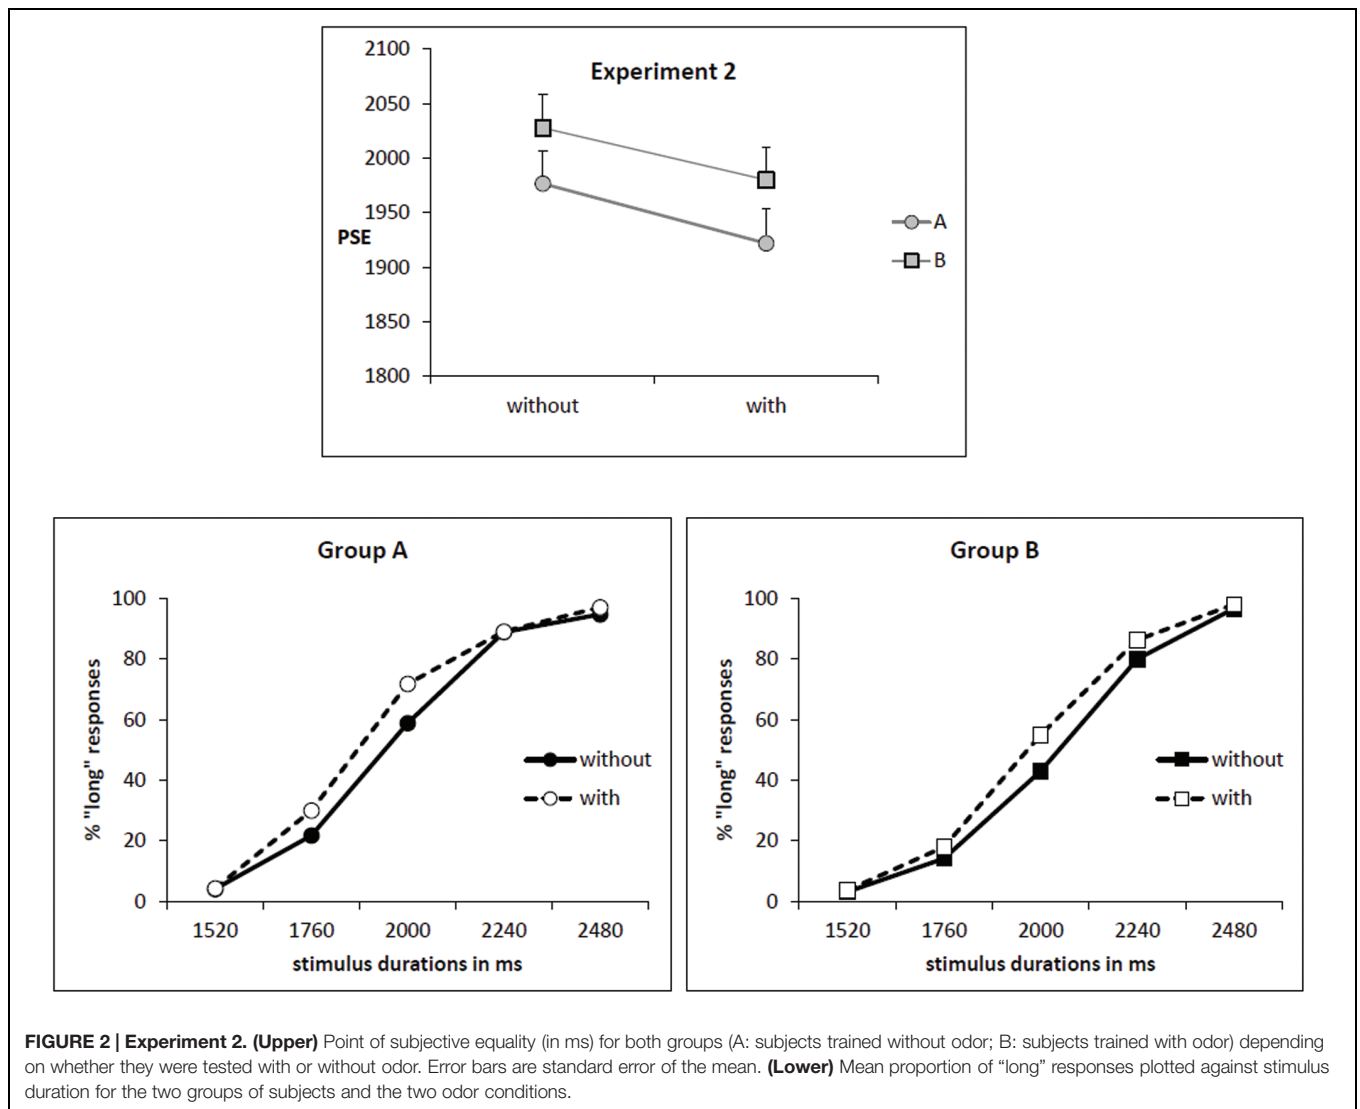 Experiment 2
2100
2050
2000
1950
PSE
1900
1850
1800
without with
A
B
Group A
100
80
60
40
20
0
% "long" responses
1520 1760 2000 2240 2480
stimulus durations in ms
without
with
Group B
100
80
60
40
20
0
% "long" responses
1520 1760 2000 2240 2480
stimulus durations in ms
without
with
FIGURE 2 | Experiment 2. (Upper) Point of subjective equality (in ms) for both groups (A: subjects trained without odor; B: subjects trained with odor) depending
on whether they were tested with or without odor. Error bars are standard error of the mean. (Lower) Mean proportion of “long” responses plotted against stimulus
duration for the two groups of subjects and the two odor conditions.